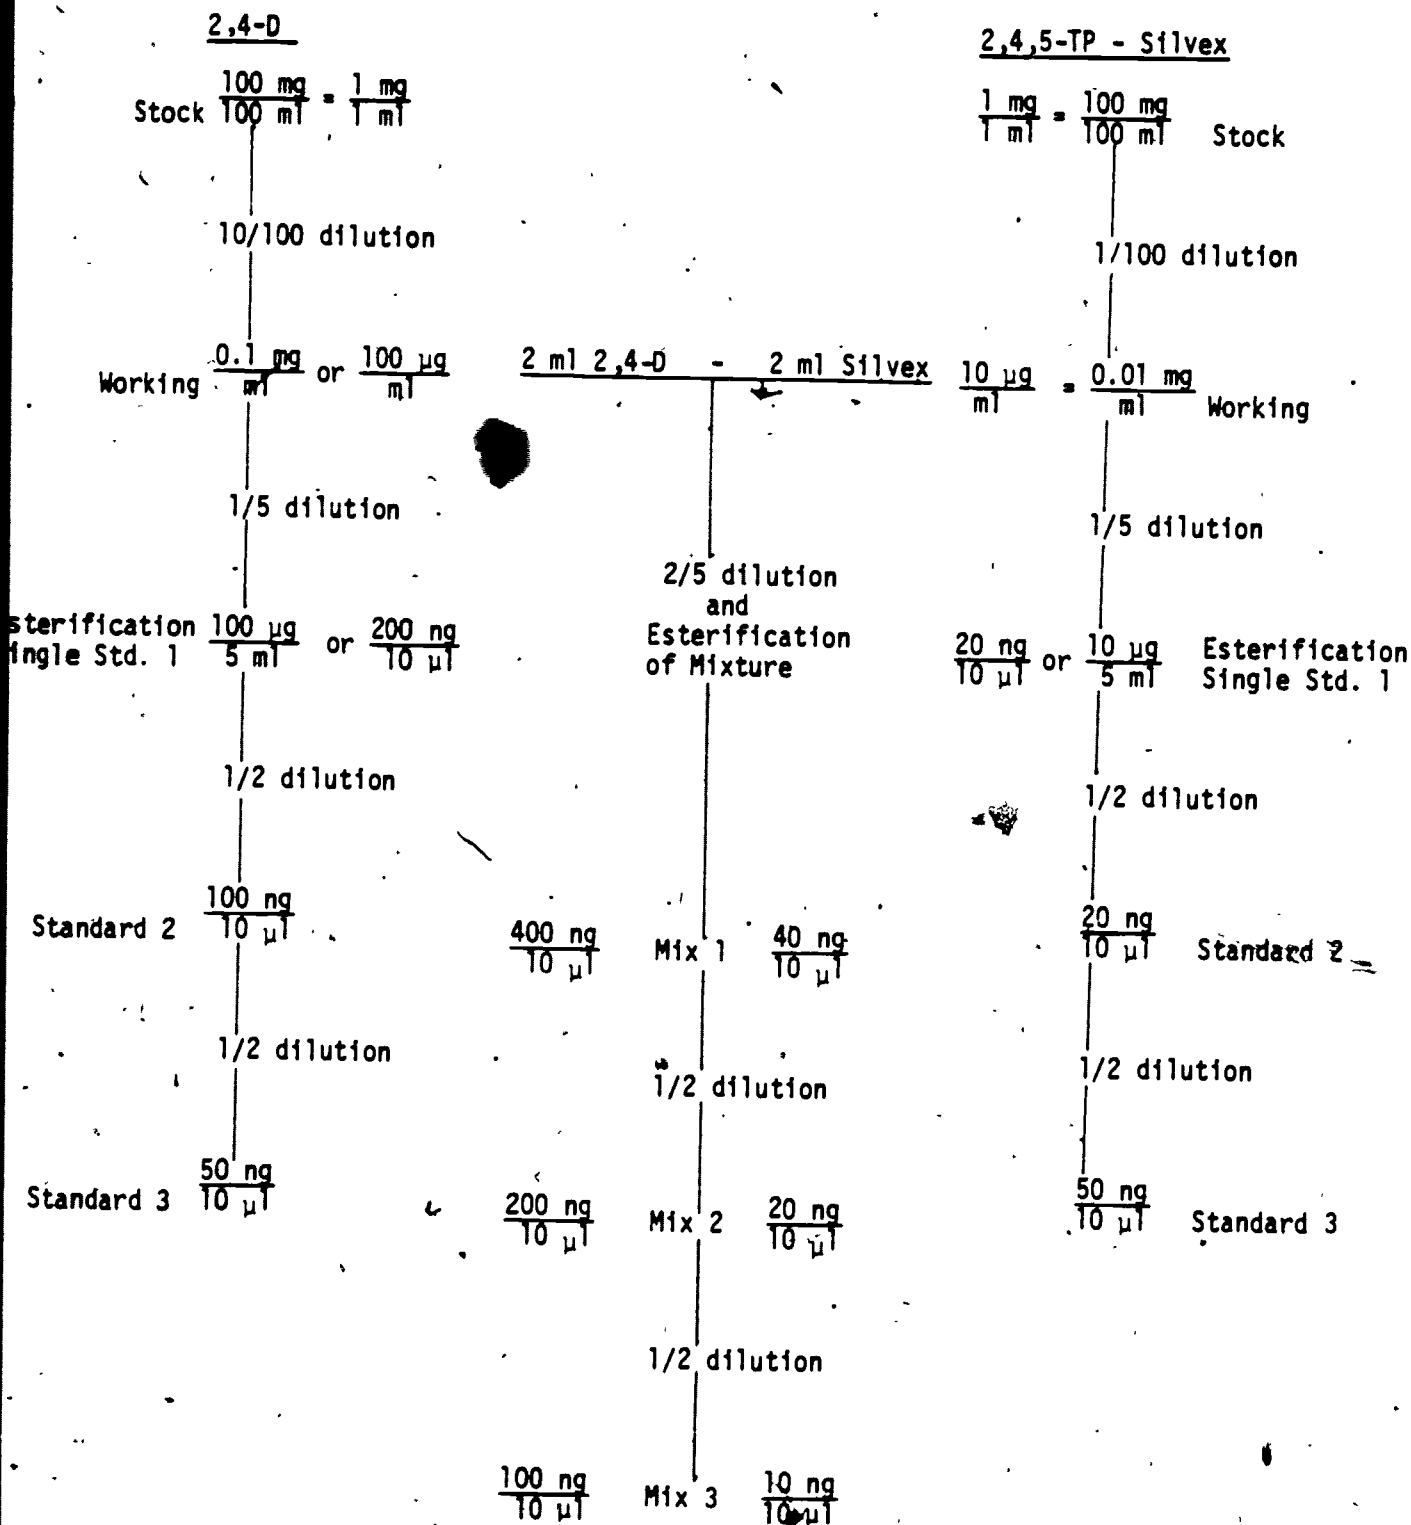 2,4-D
Stock 100 mg / 100 ml = 1 mg / 1 ml
10/100 dilution
Working 0.1 mg / ml or 100 µg / ml
1/5 dilution
sterification
ingle Std. 1
100 µg / 5 ml or 200 ng / 10 µl
1/2 dilution
Standard 2 100 ng / 10 µl
1/2 dilution
Standard 3 50 ng / 10 µl
2 ml 2,4-D - 2 ml Silvex
2/5 dilution
and
Esterification
of Mixture
400 ng / 10 µl Mix 1 40 ng / 10 µl
1/2 dilution
200 ng / 10 µl Mix 2 20 ng / 10 µl
1/2 dilution
100 ng / 10 µl Mix 3 10 ng / 10 µl
2,4,5-TP - Silvex
1 mg / 1 ml = 100 mg / 100 ml Stock
1/100 dilution
10 µg / ml = 0.01 mg / ml Working
1/5 dilution
20 ng / 10 µl or 10 µg / 5 ml
Esterification
Single Std. 1
1/2 dilution
20 ng / 10 µl Standard 2
1/2 dilution
50 ng / 10 µl Standard 3